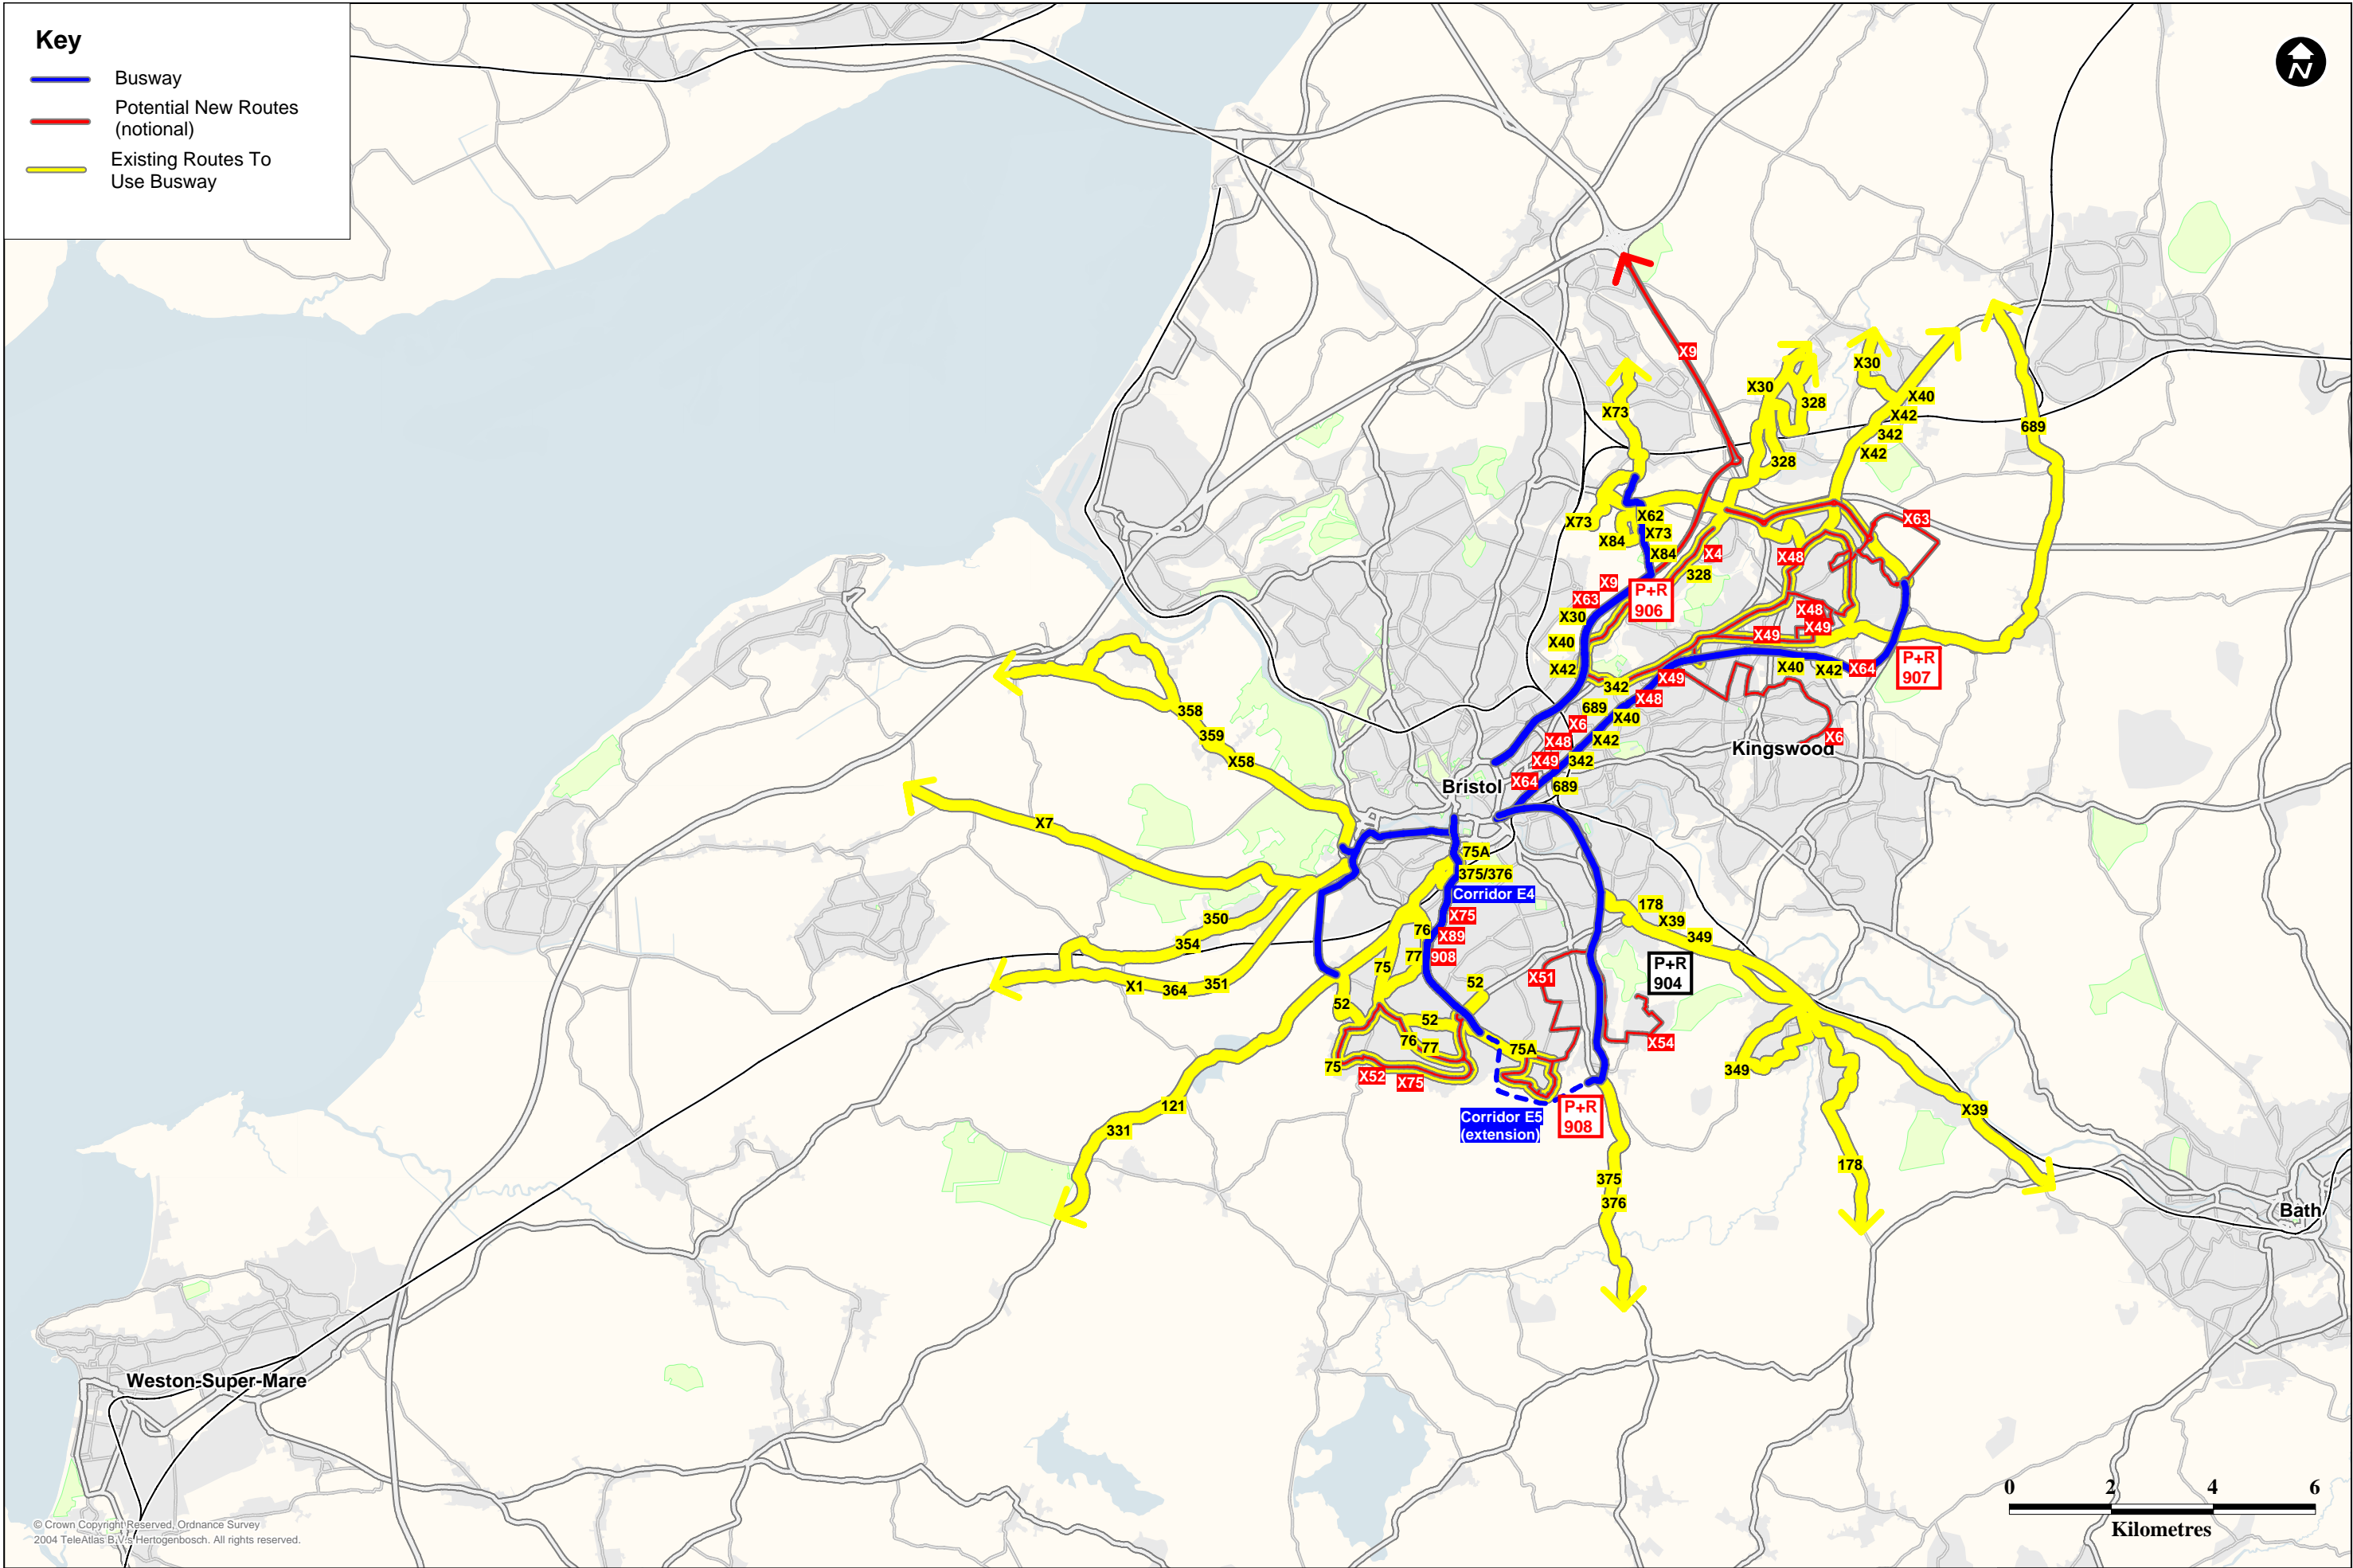 Key
Busway
Potential New Routes
(notional)
Existing Routes To
Use Busway
N
X9
X30
X30
X40
328
X73
X42
342
689
X42
328
X73
X62
X63
X73
X84
X84
X4
X48
328
X9
X63
P+R
906
X30
X48
X49
X49
X40
X42
X40
X42
X64
P+R
907
X49
342
X48
689
X40
X6
X6
X48
X42
Kingswood
X49
342
X64
689
Bristol
358
359
X58
X7
75A
375/376
Corridor E4
350
354
X1
364
351
X75
76
X89
77
908
75
178
X39
349
P+R
904
X51
52
52
52
76
77
75A
X54
75
X52
X75
349
121
331
Corridor E5
(extension)
P+R
908
X39
178
375
376
Bath
Weston-Super-Mare
0 2 4 6
Kilometres
© Crown Copyright Reserved, Ordnance Survey
2004 TeleAtlas B.V.s Hertogenbosch. All rights reserved.